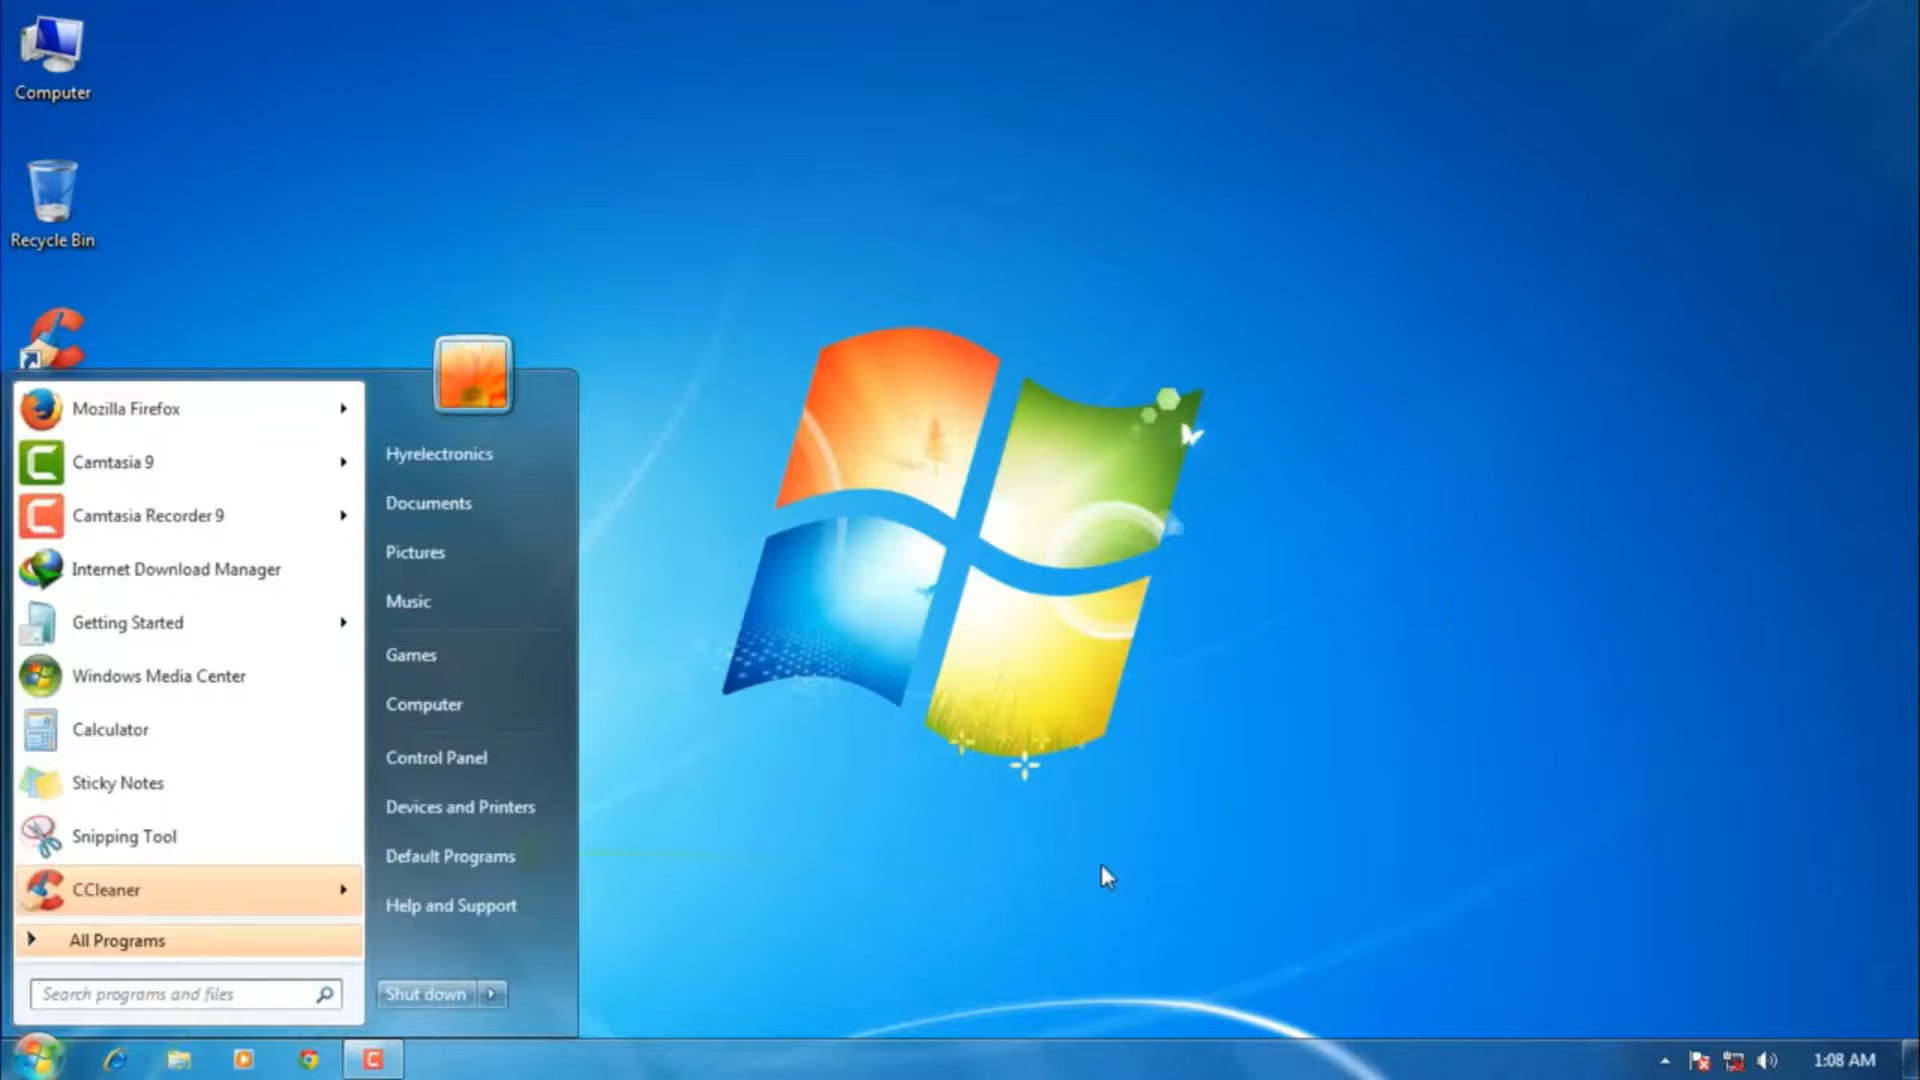 Computer
Recycle Bin
Mozilla Firefox
Camtasia 9
Camtasia Recorder 9
Internet Download Manager
Getting Started
Windows Media Center
Calculator
Sticky Notes
Snipping Tool
CCleaner
All Programs
Search programs and files
Hyrelectronics
Documents
Pictures
Music
Games
Computer
Control Panel
Devices and Printers
Default Programs
Help and Support
Shut down
1:08 AM